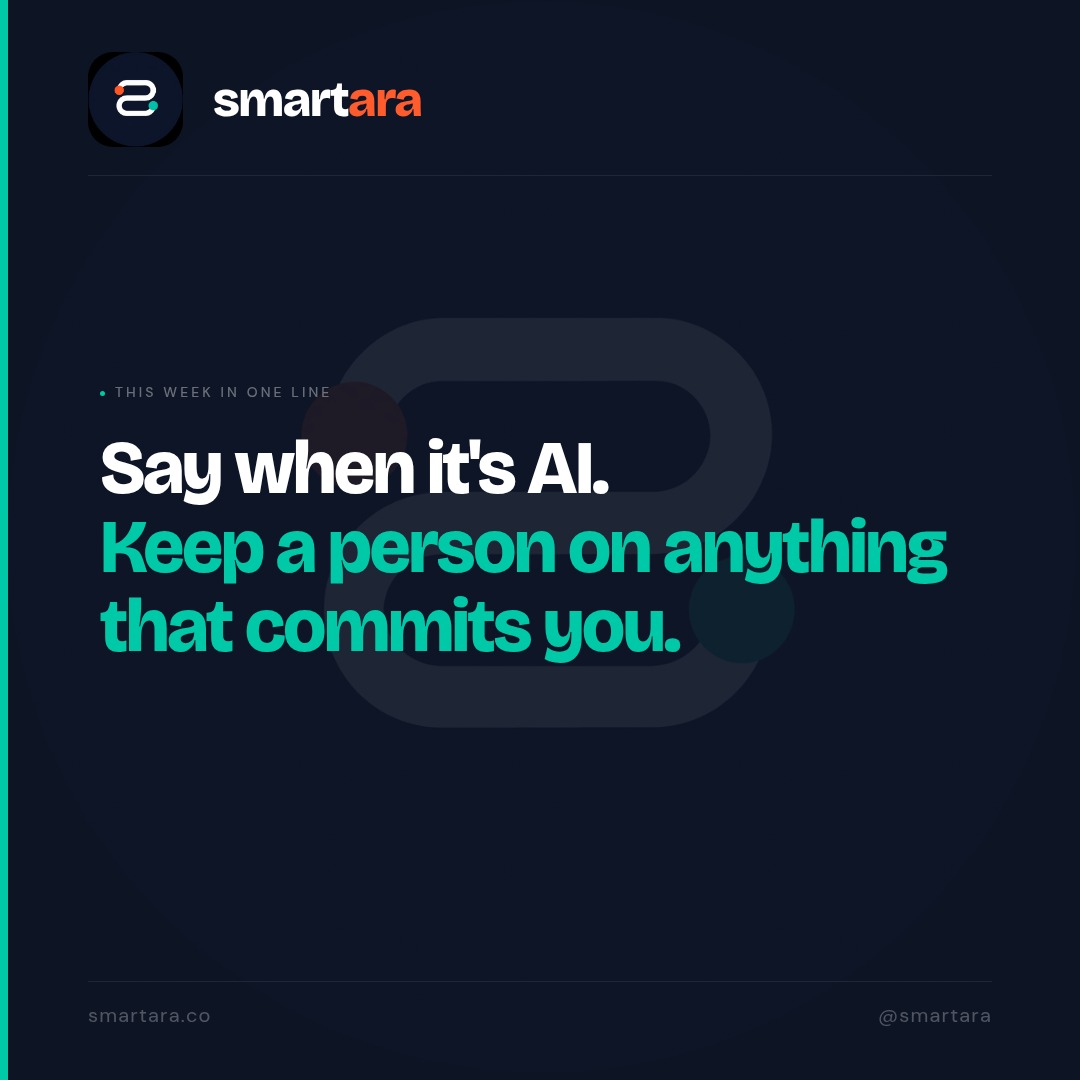 smartara
THIS WEEK IN ONE LINE
Say when it's AI.
Keep a person on anything
that commits you.
smartara.co
@smartara